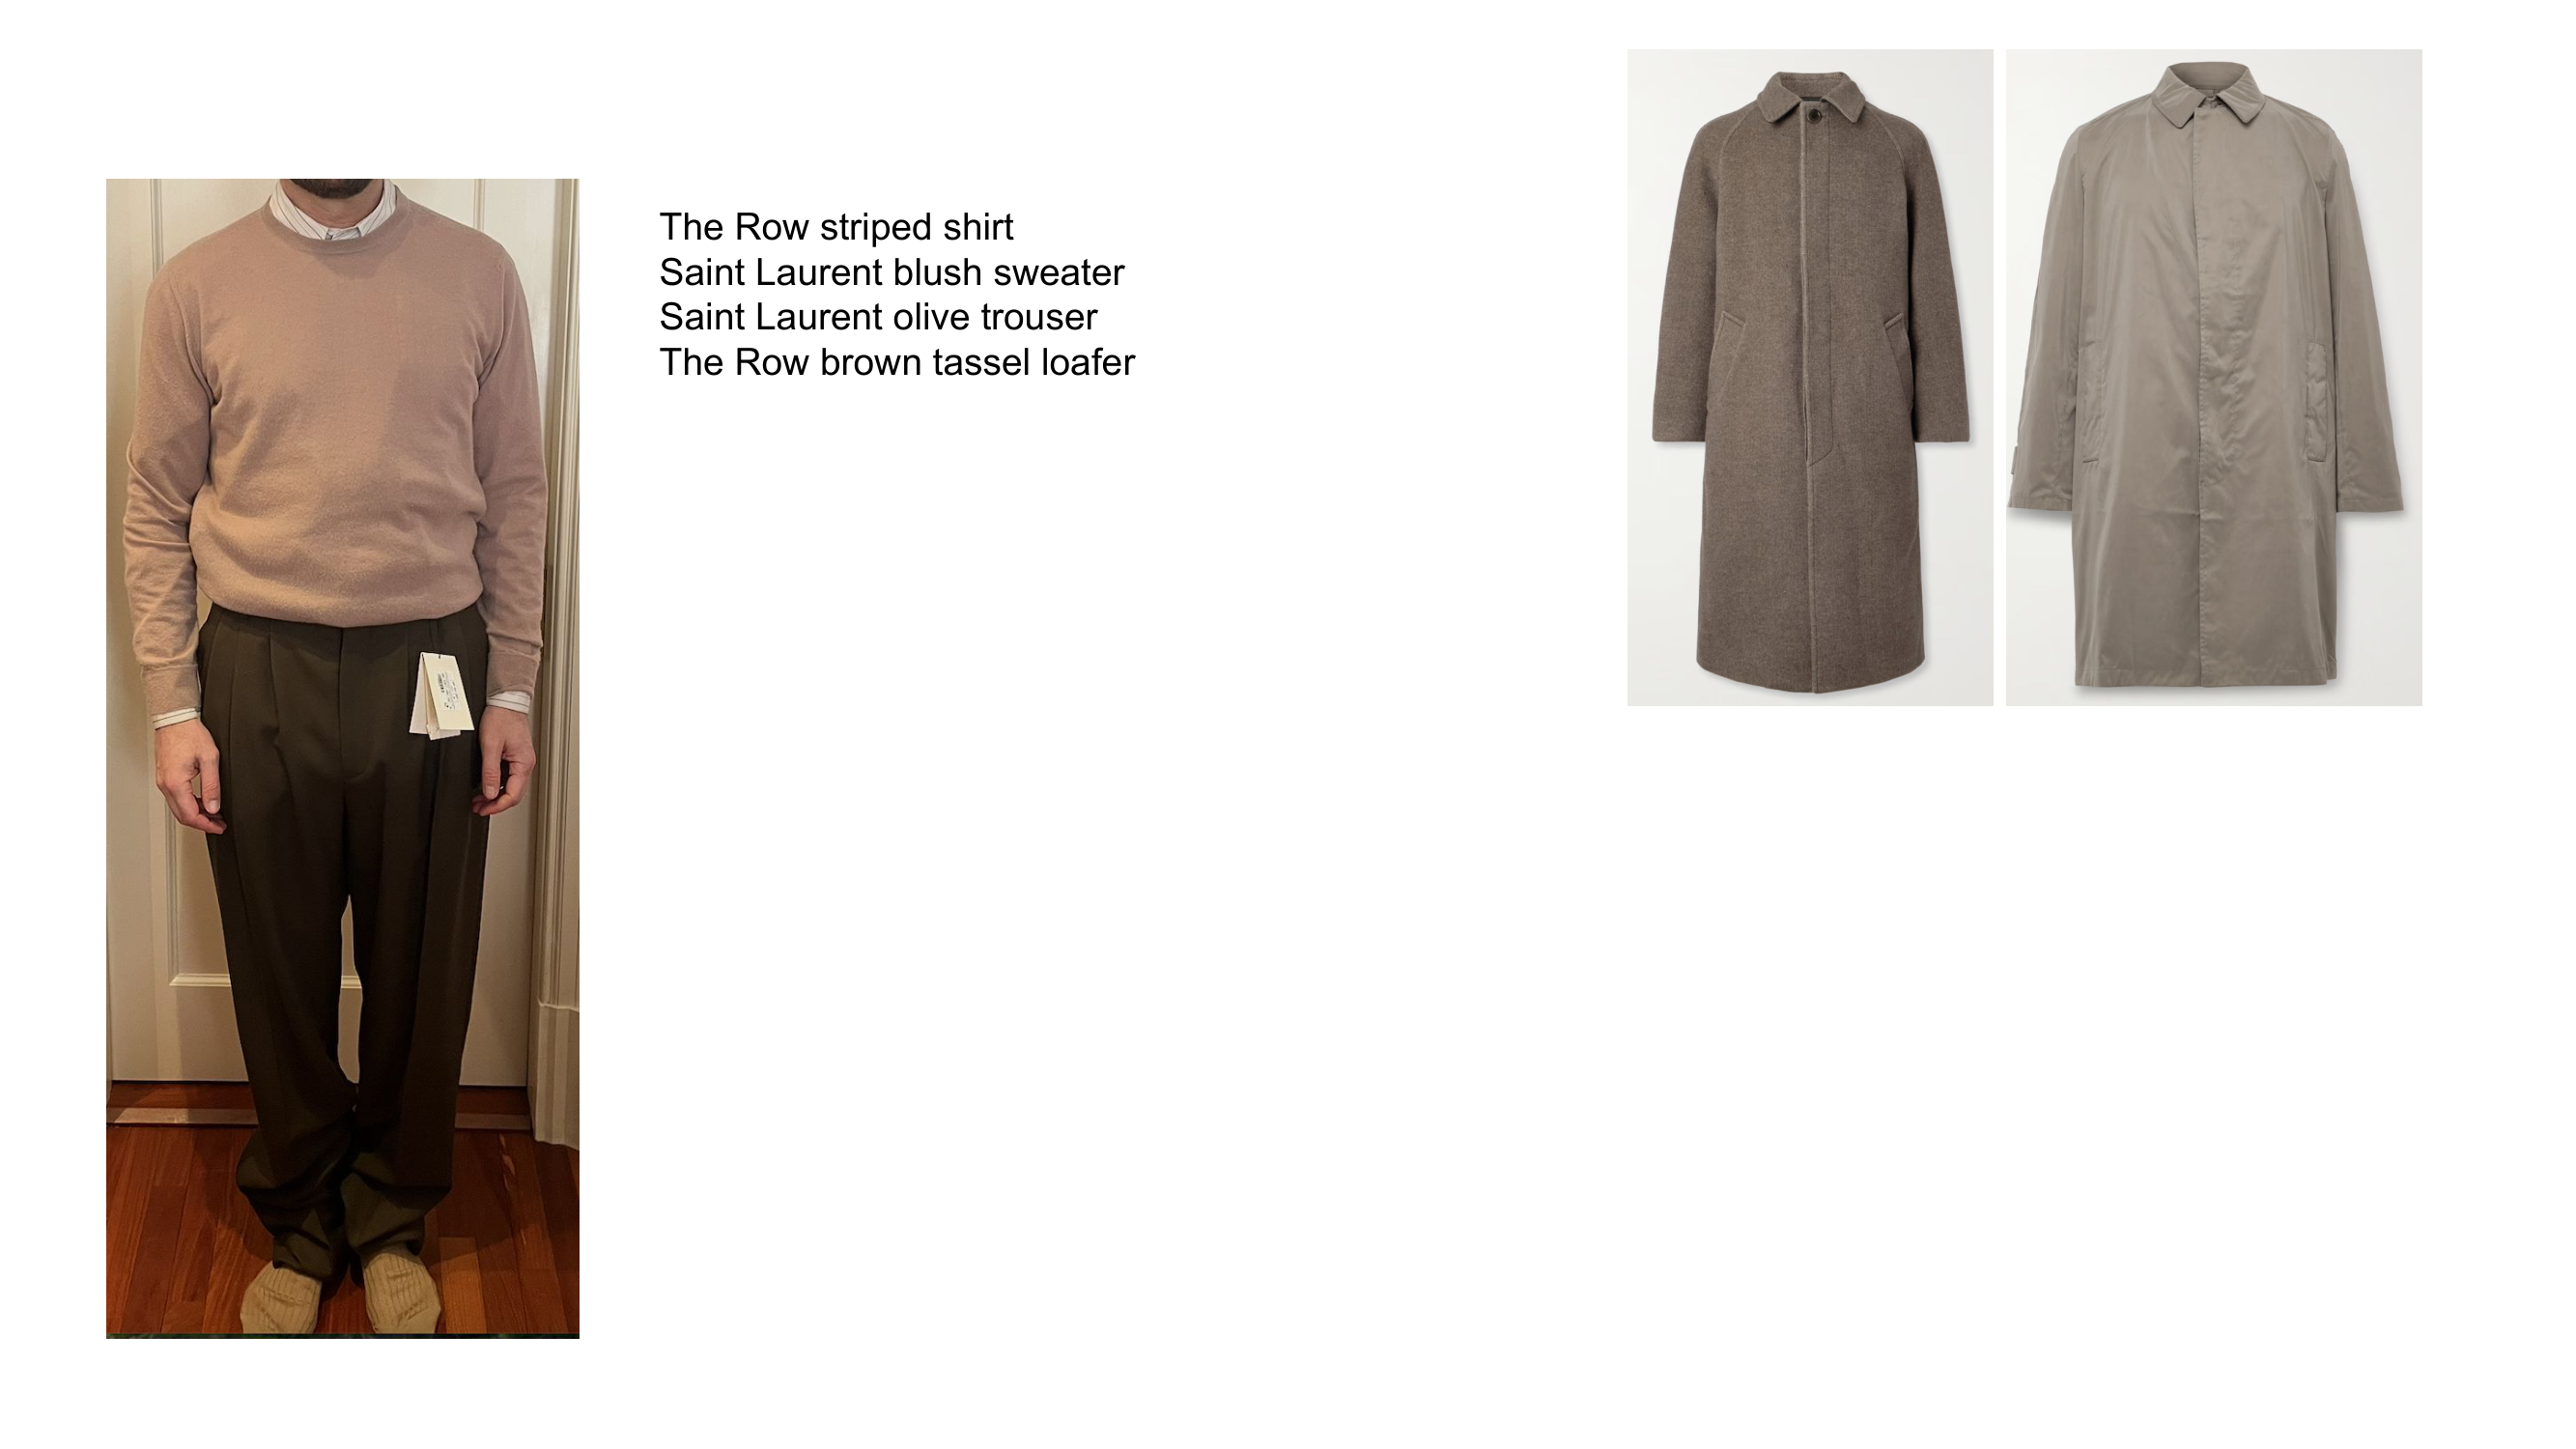 The Row striped shirt
Saint Laurent blush sweater
Saint Laurent olive trouser
The Row brown tassel loafer